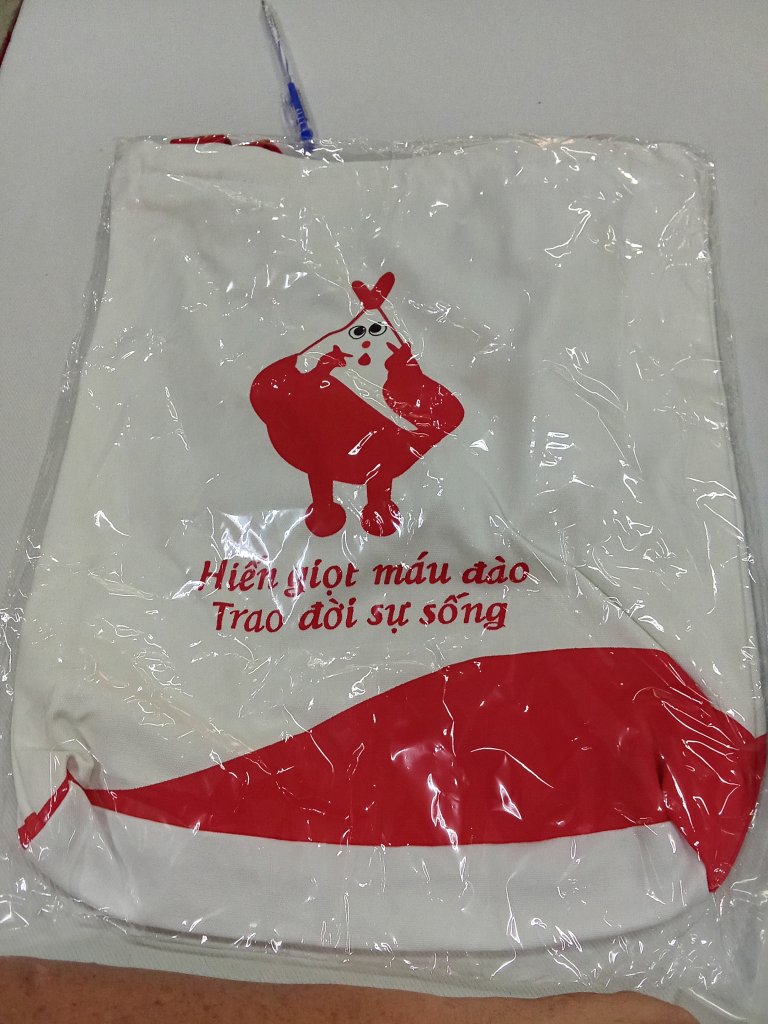 Hiến giọt máu đào
Trao đời sự sống